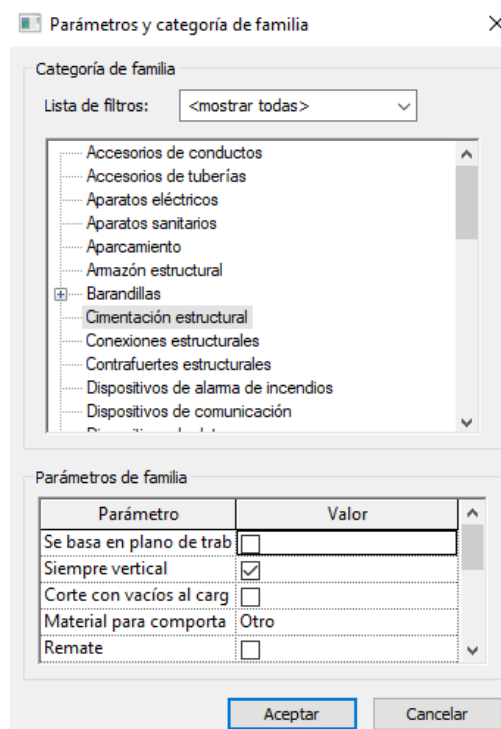 Parámetros y categoría de familia
Categoría de familia
Lista de filtros: <mostrar todas>
Accesorios de conductos
Accesorios de tuberías
Aparatos eléctricos
Aparatos sanitarios
Aparcamiento
Armazón estructural
Barandillas
Cimentación estructural
Conexiones estructurales
Contrafuertes estructurales
Dispositivos de alarma de incendios
Dispositivos de comunicación
Parámetros de familia
Parámetro Valor
Se basa en plano de trab
Siempre vertical
Corte con vacíos al carg
Material para comporta Otro
Remate
Aceptar Cancelar